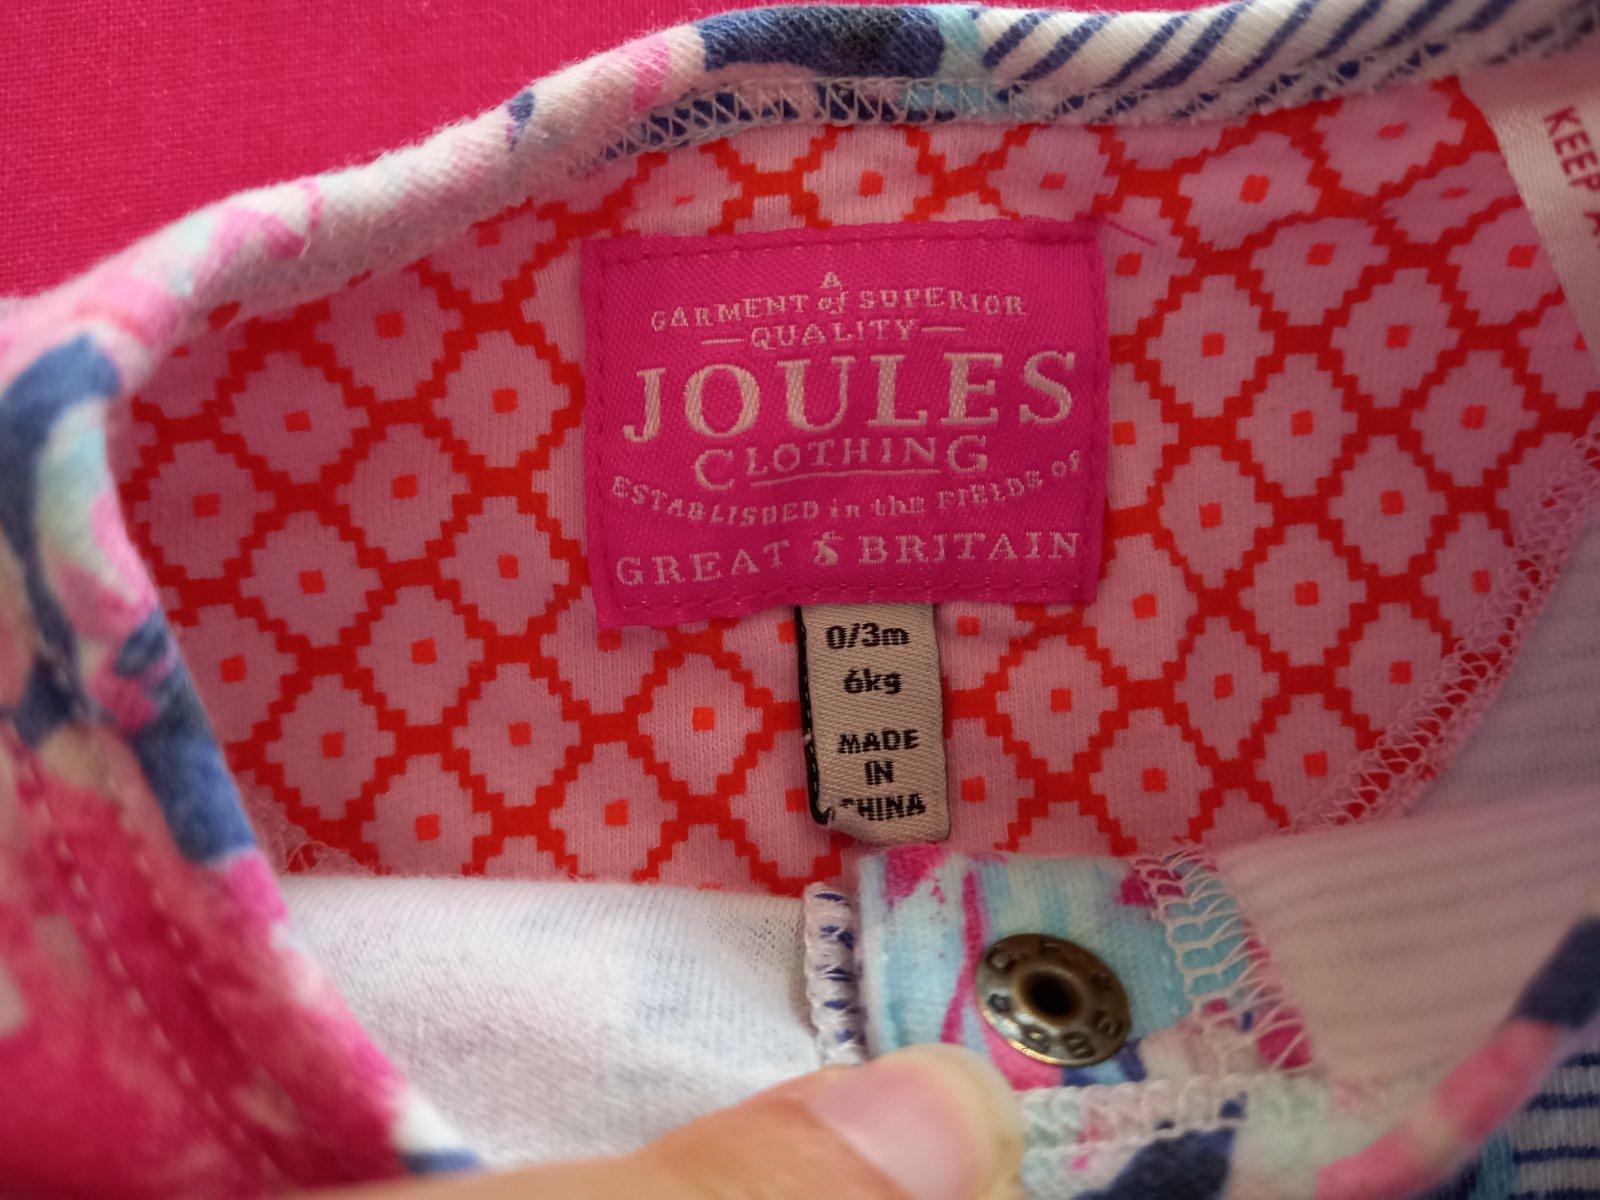 A
GARMENT of SUPERIOR
QUALITY
JOULES
CLOTHING
ESTABLISHED in the FIELDS of
GREAT BRITAIN
0/3m
6kg
MADE
IN
CHINA
KEEP